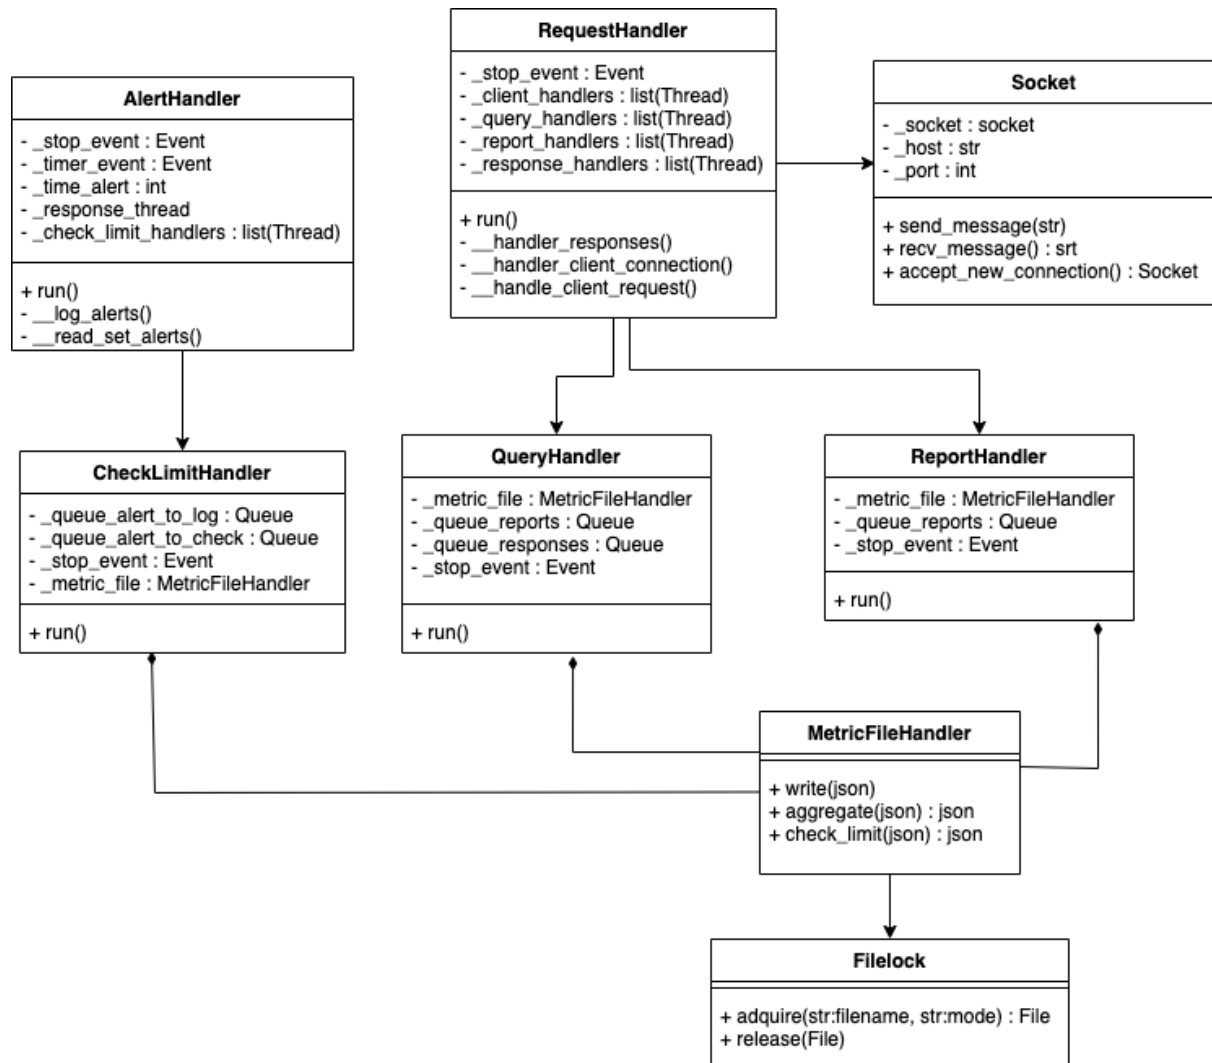 RequestHandler
- _stop_event : Event
- _client_handlers : list(Thread)
- _query_handlers : list(Thread)
- _report_handlers : list(Thread)
- _response_handlers : list(Thread)
+ run()
- __handler_responses()
- __handler_client_connection()
- __handle_client_request()
AlertHandler
- _stop_event : Event
- _timer_event : Event
- _time_alert : int
- _response_thread
- _check_limit_handlers : list(Thread)
+ run()
- __log_alerts()
- __read_set_alerts()
Socket
- _socket : socket
- _host : str
- _port : int
+ send_message(str)
+ recv_message() : srt
+ accept_new_connection() : Socket
CheckLimitHandler
- _queue_alert_to_log : Queue
- _queue_alert_to_check : Queue
- _stop_event : Event
- _metric_file : MetricFileHandler
+ run()
QueryHandler
- _metric_file : MetricFileHandler
- _queue_reports : Queue
- _queue_responses : Queue
- _stop_event : Event
+ run()
ReportHandler
- _metric_file : MetricFileHandler
- _queue_reports : Queue
- _stop_event : Event
+ run()
MetricFileHandler
+ write(json)
+ aggregate(json) : json
+ check_limit(json) : json
Filelock
+ adquire(str:filename, str:mode) : File
+ release(File)